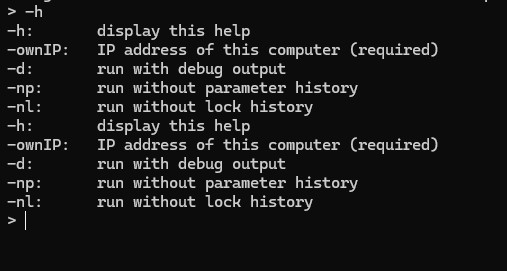 > -h
-h: display this help
-ownIP: IP address of this computer (required)
-d: run with debug output
-np: run without parameter history
-nl: run without lock history
-h: display this help
-ownIP: IP address of this computer (required)
-d: run with debug output
-np: run without parameter history
-nl: run without lock history
>